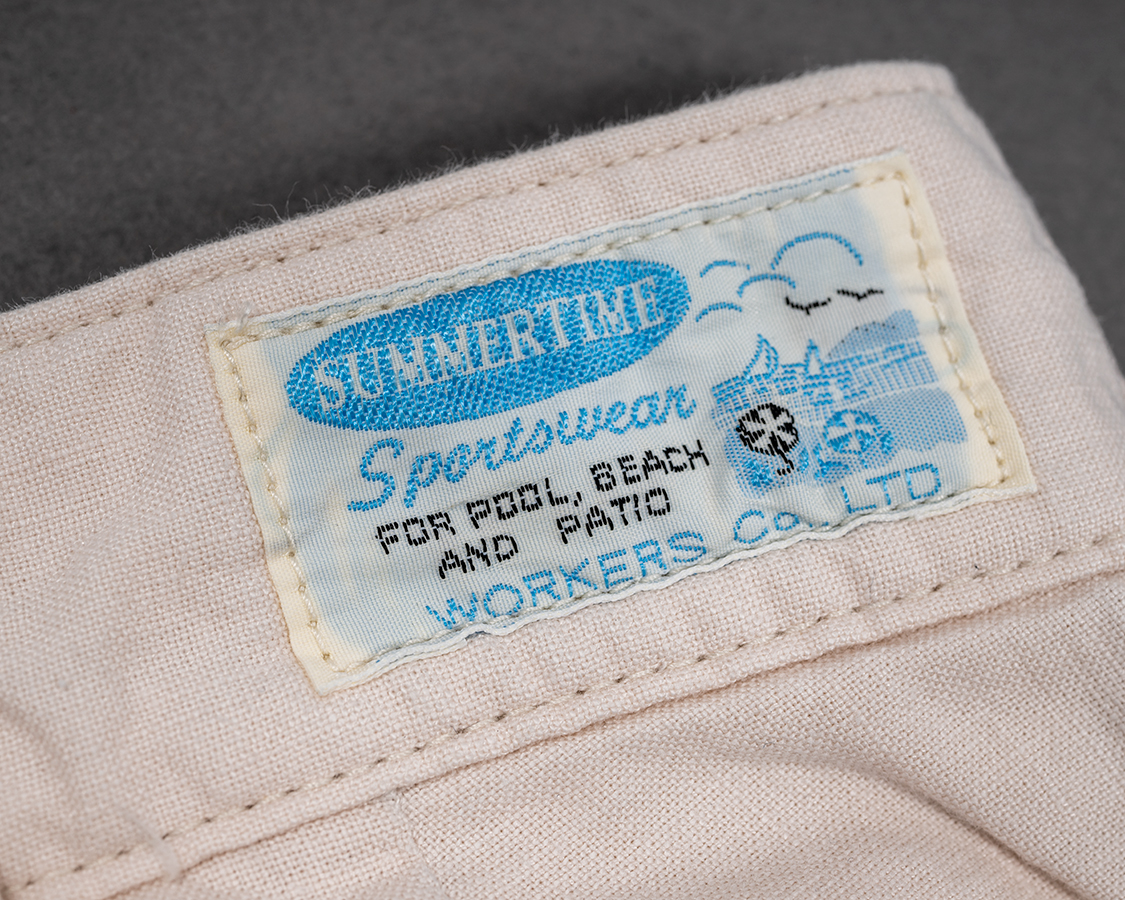 SUMMERTIME
Sportswear
FOR POOL, BEACH
AND PATIO
WORKERS Co., LTD